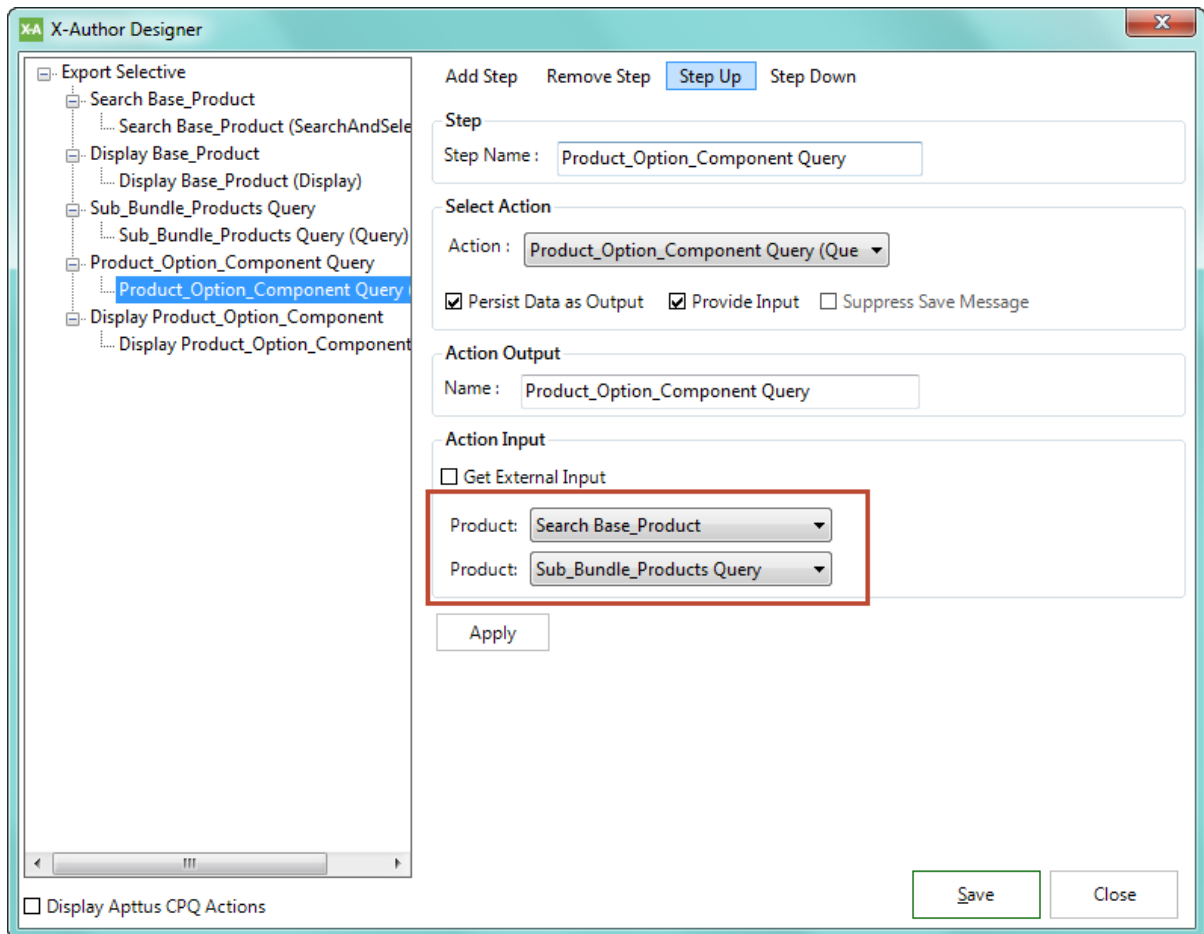 X-A X-Author Designer
Export Selective
Search Base_Product
Search Base_Product (SearchAndSele
Display Base_Product
Display Base_Product (Display)
Sub_Bundle_Products Query
Sub_Bundle_Products Query (Query)
Product_Option_Component Query
Product_Option_Component Query (
Display Product_Option_Component
Display Product_Option_Component
Display Apttus CPQ Actions
Add Step Remove Step Step Up Step Down
Step
Step Name : Product_Option_Component Query
Select Action
Action : Product_Option_Component Query (Que
Persist Data as Output Provide Input Suppress Save Message
Action Output
Name : Product_Option_Component Query
Action Input
Get External Input
Product: Search Base_Product
Product: Sub_Bundle_Products Query
Apply
Save Close